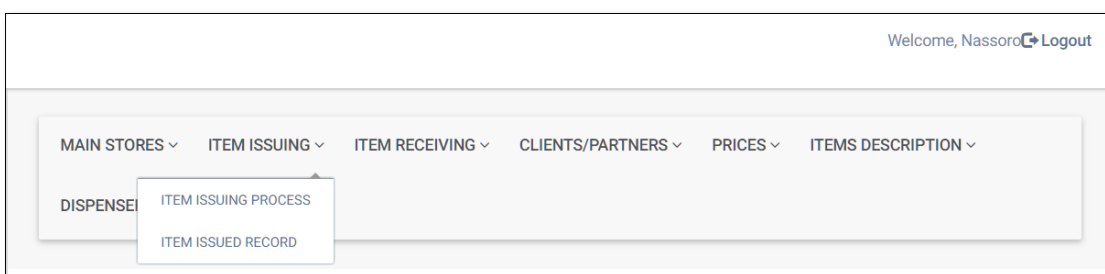 Welcome, Nassoro Logout
MAIN STORES ITEM ISSUING ITEM RECEIVING CLIENTS/PARTNERS PRICES ITEMS DESCRIPTION
ITEM ISSUING PROCESS
ITEM ISSUED RECORD